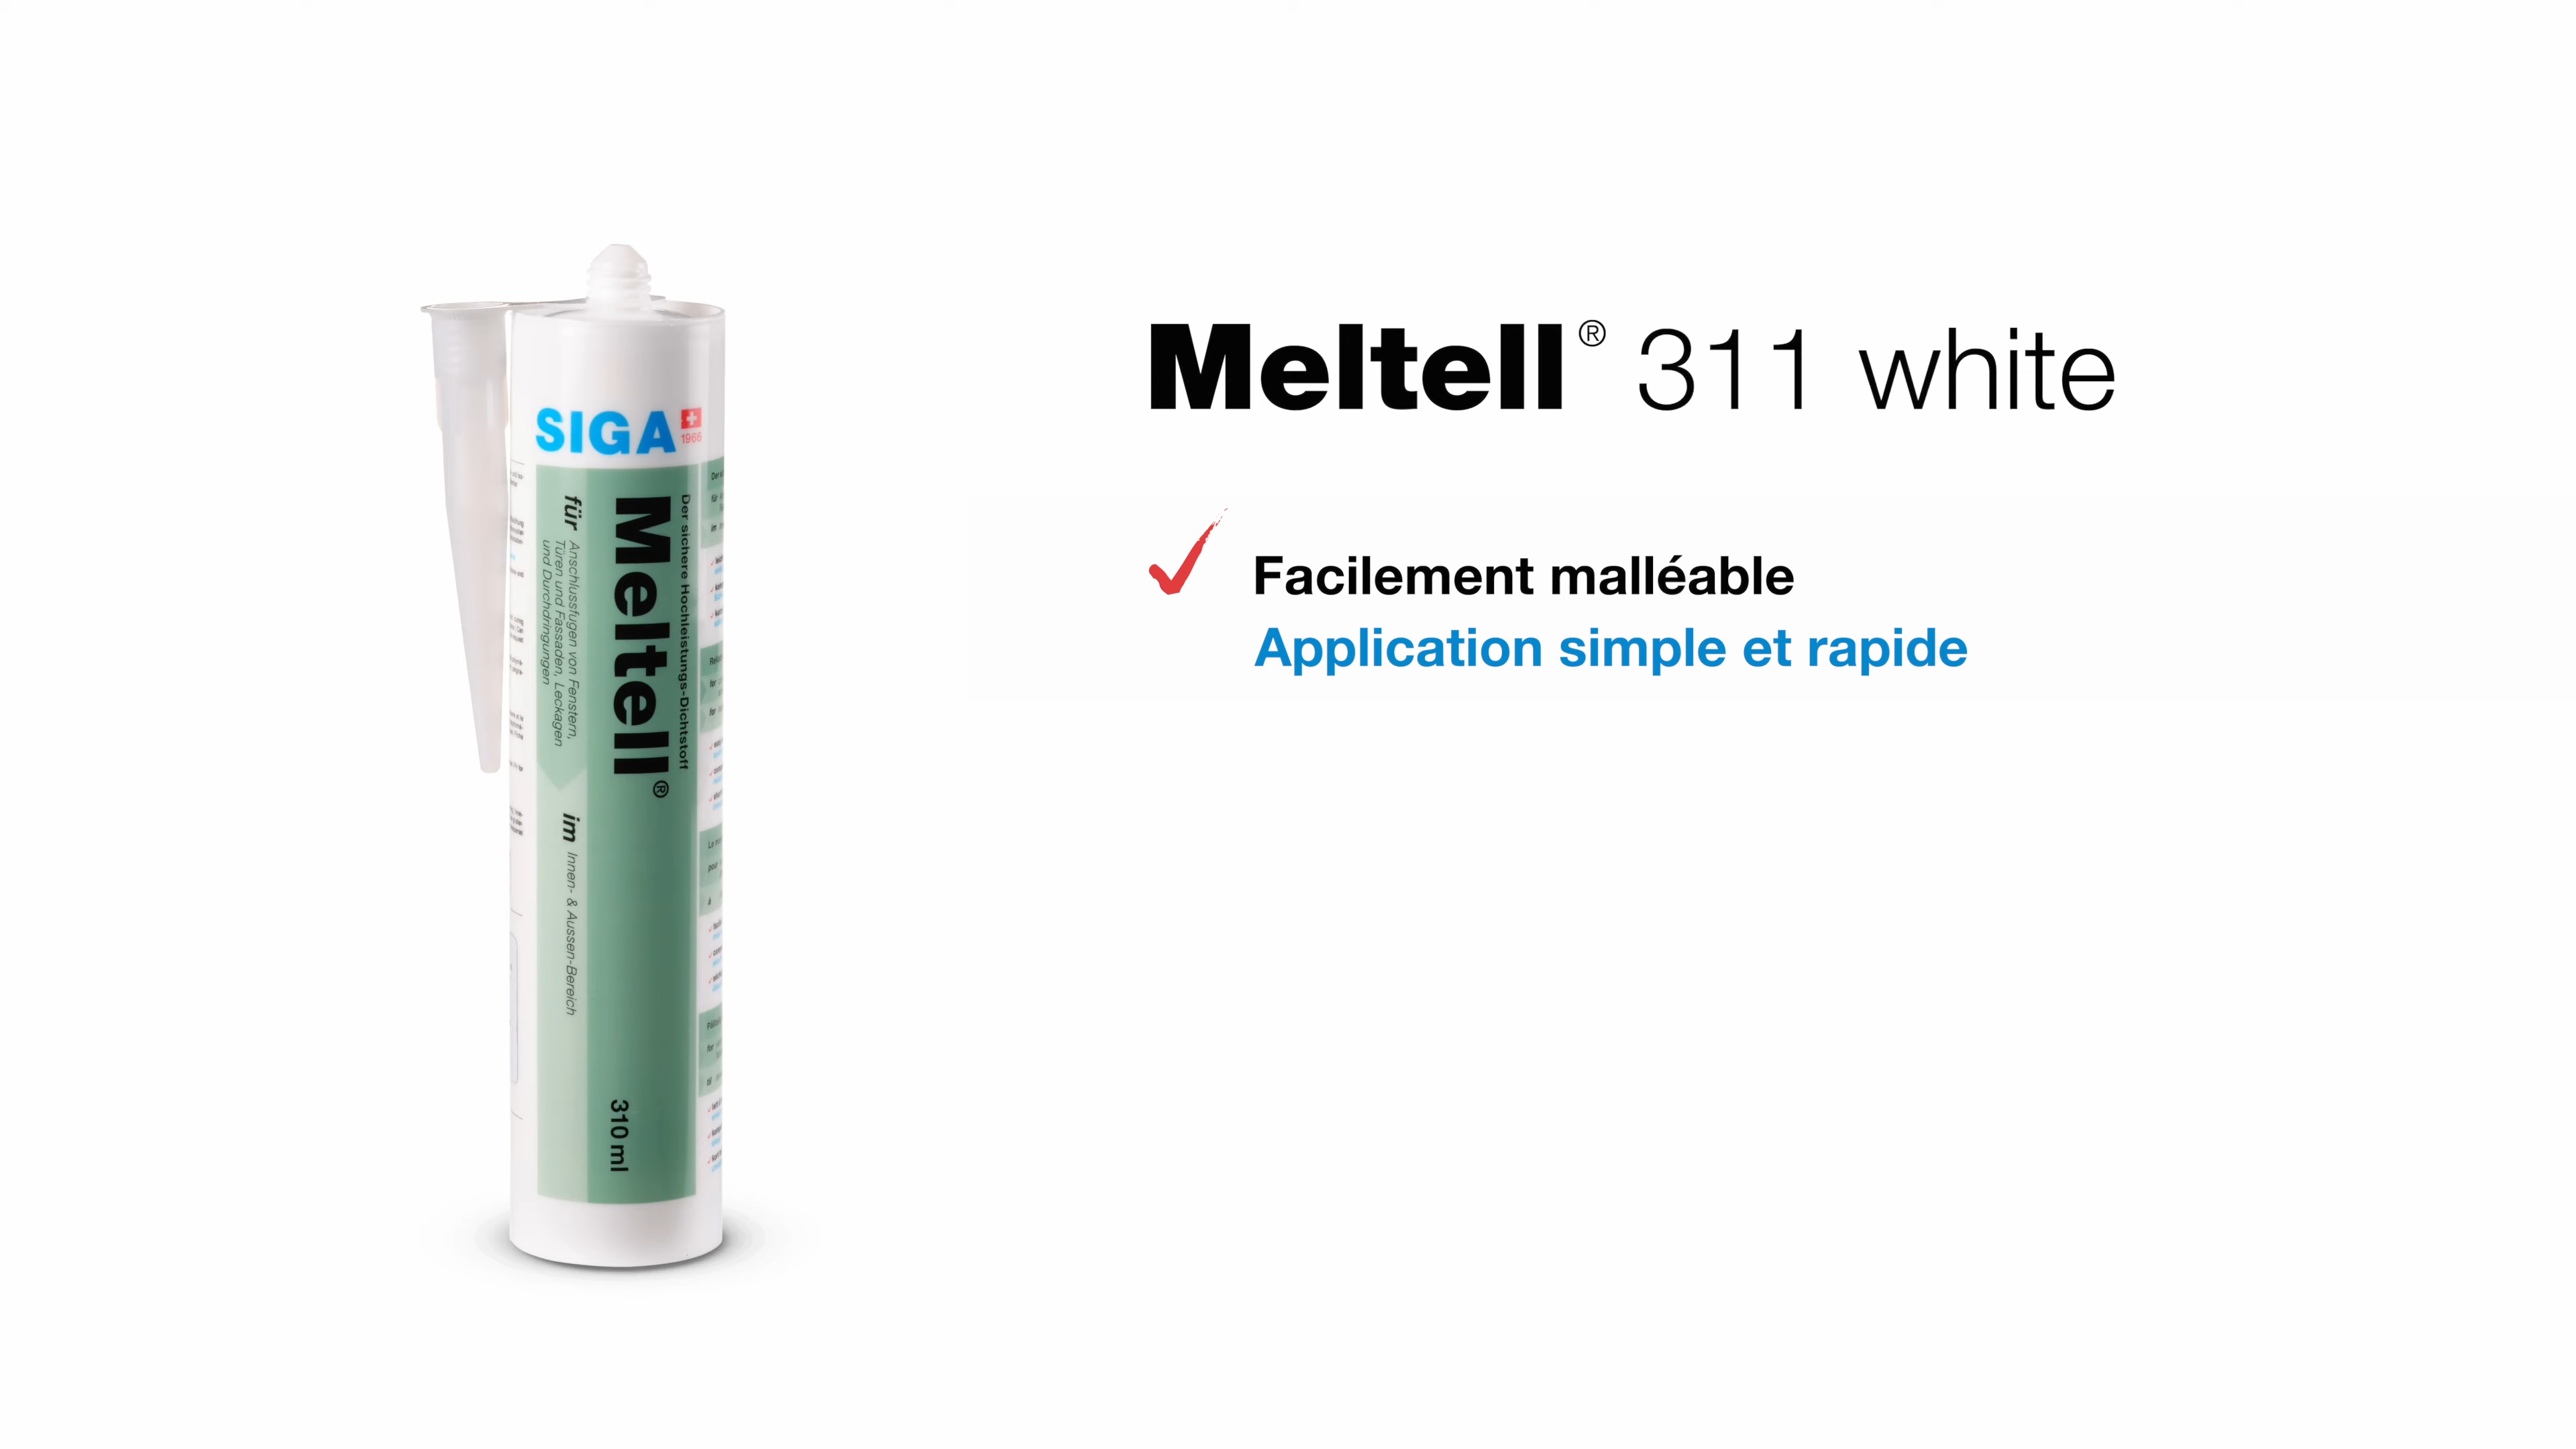 Meltell® 311 white
Facilement malléable
Application simple et rapide
SIGA
1966
Der sichere Hochleistungs-Dichtstoff
Meltell®
310 ml
für Anschlussfugen von Fenstern,
Türen und Fassaden, Leckagen
und Durchdringungen
im Innen- & Aussen-Bereich